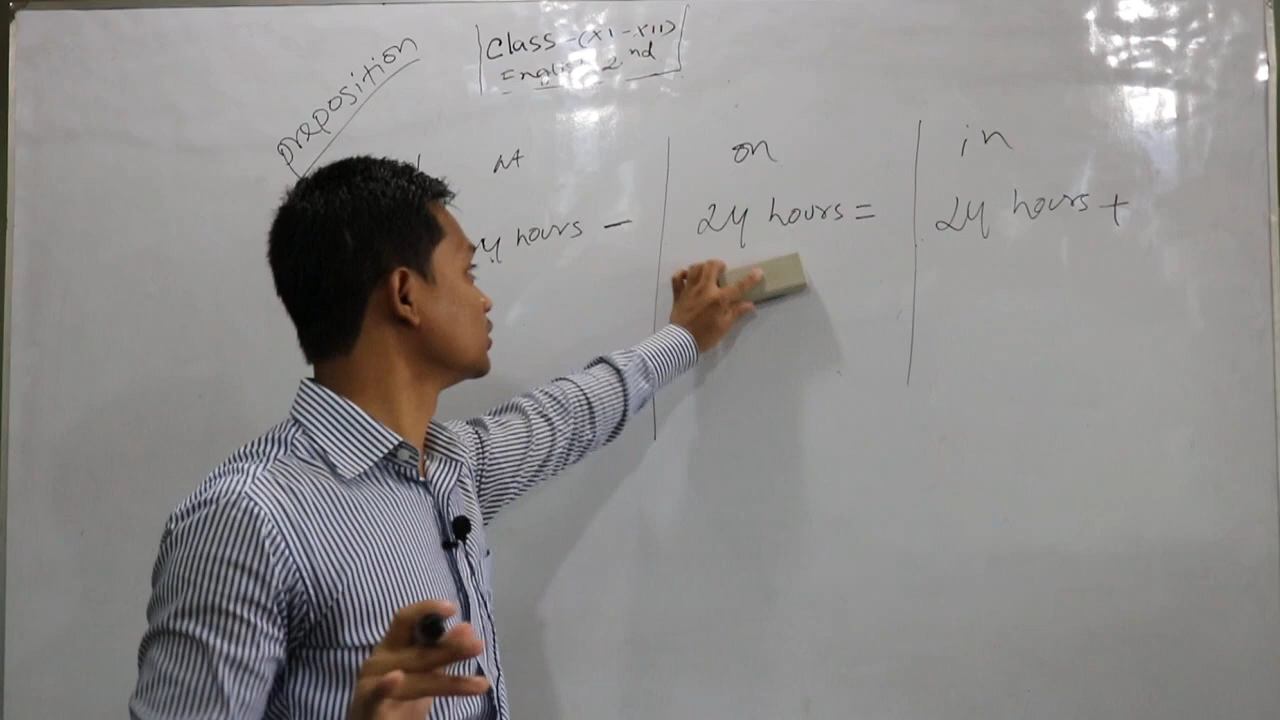 preposition
Class-(XI-XII)
English 2nd
at
on
in
hours -
24 hours =
24 hours +